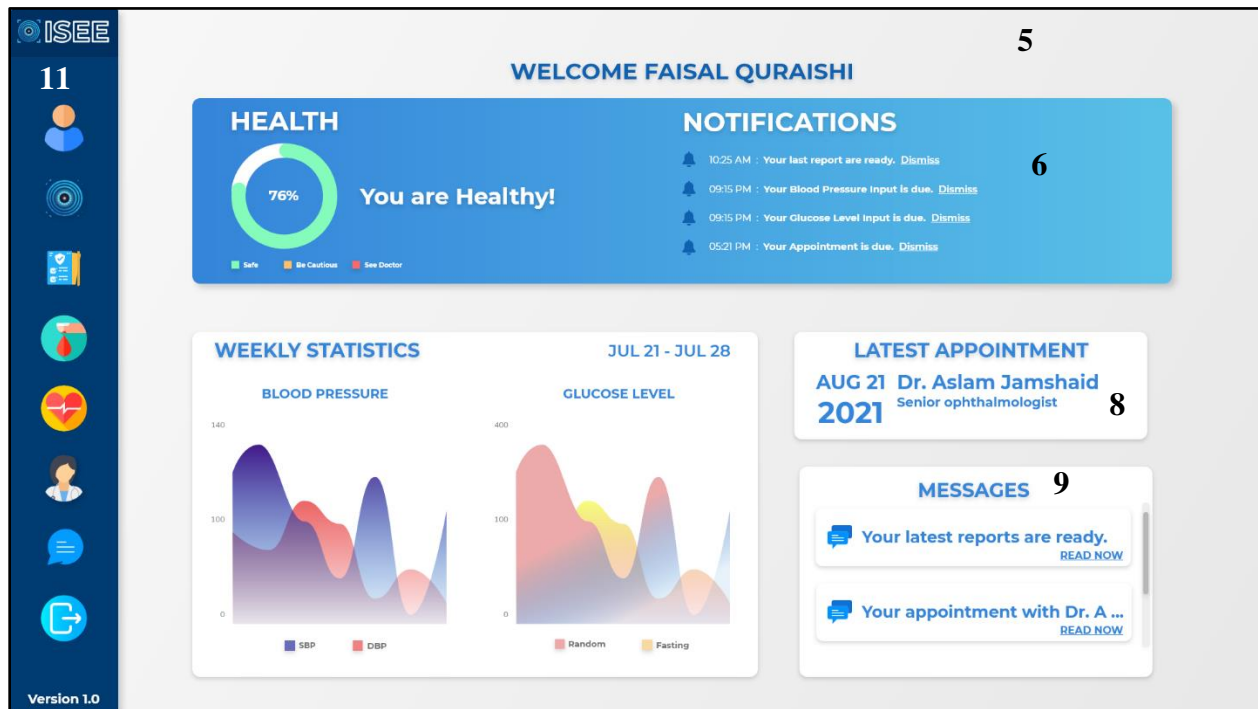 ISEE
11
5
WELCOME FAISAL QURAISHI
HEALTH
76%
You are Healthy!
Safe Be Cautious See Doctor
NOTIFICATIONS
10:25 AM : Your last report are ready. Dismiss
6
09:15 PM : Your Blood Pressure Input is due. Dismiss
09:15 PM : Your Glucose Level Input is due. Dismiss
05:21 PM : Your Appointment is due. Dismiss
WEEKLY STATISTICS JUL 21 - JUL 28
BLOOD PRESSURE
140
100
0
SBP DBP
GLUCOSE LEVEL
400
100
0
Random Fasting
LATEST APPOINTMENT
AUG 21 Dr. Aslam Jamshaid
2021 Senior ophthalmologist
8
MESSAGES 9
Your latest reports are ready.
READ NOW
Your appointment with Dr. A ...
READ NOW
Version 1.0